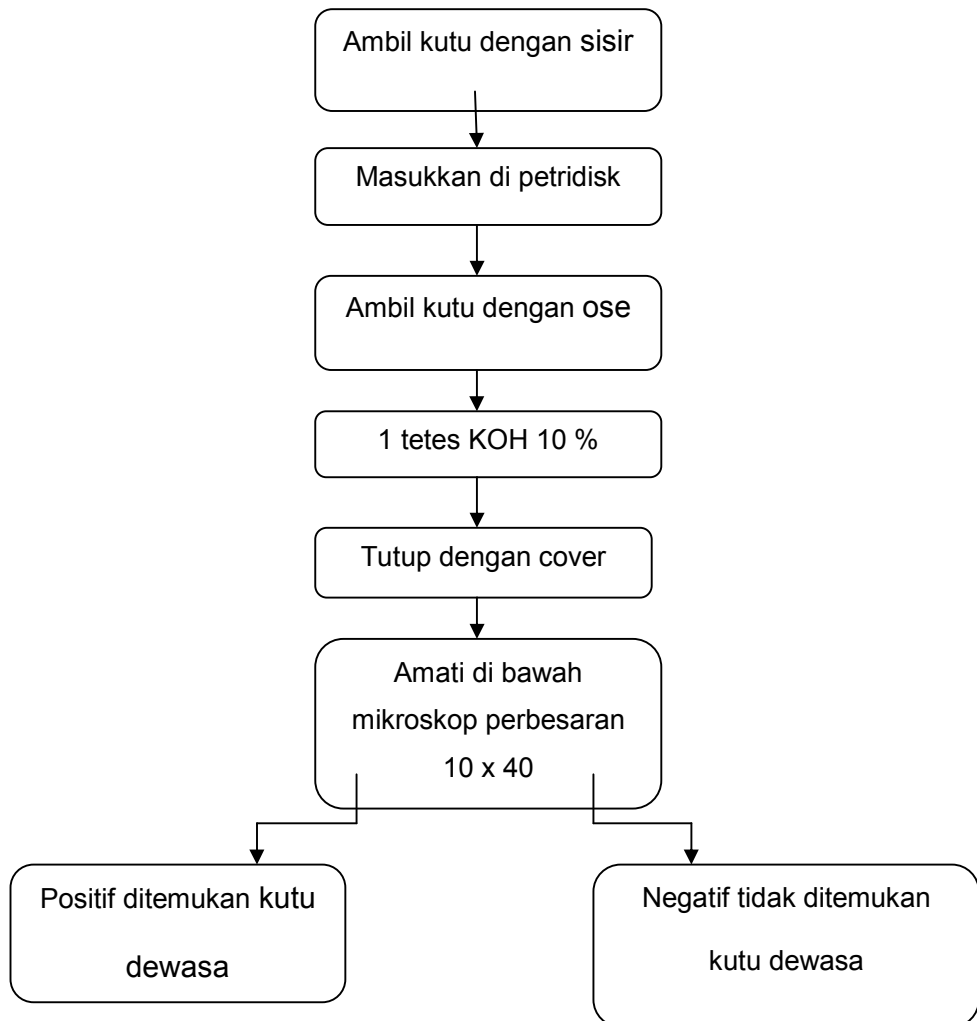 Ambil kutu dengan sisir
Masukkan di petridisk
Ambil kutu dengan ose
1 tetes KOH 10 %
Tutup dengan cover
Amati di bawah
mikroskop perbesaran
10 x 40
Positif ditemukan kutu
dewasa
Negatif tidak ditemukan
kutu dewasa